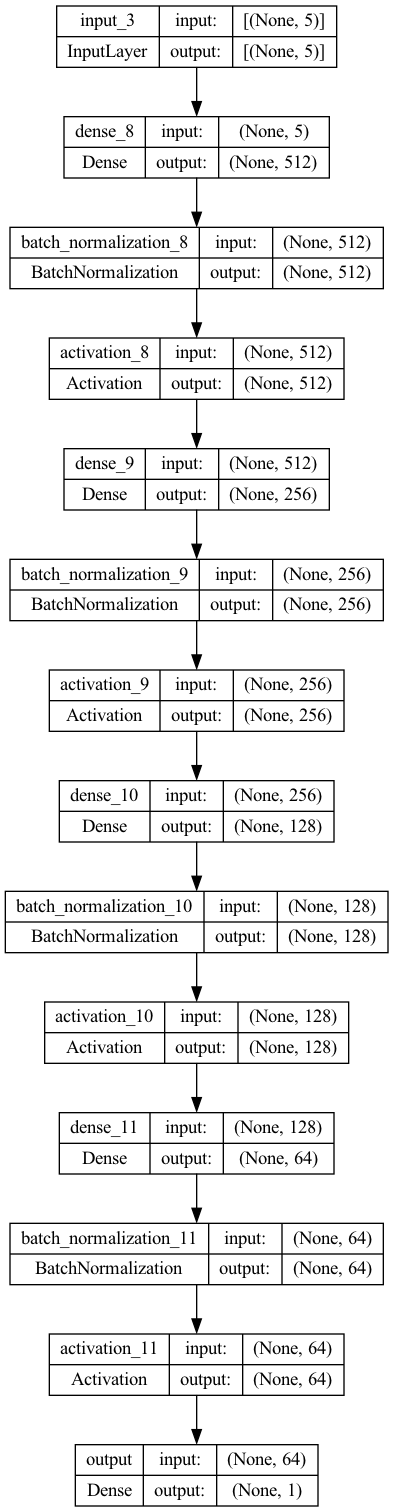 input_3 input: [(None, 5)]
InputLayer output: [(None, 5)]
dense_8 input: (None, 5)
Dense output: (None, 512)
batch_normalization_8 input: (None, 512)
BatchNormalization output: (None, 512)
activation_8 input: (None, 512)
Activation output: (None, 512)
dense_9 input: (None, 512)
Dense output: (None, 256)
batch_normalization_9 input: (None, 256)
BatchNormalization output: (None, 256)
activation_9 input: (None, 256)
Activation output: (None, 256)
dense_10 input: (None, 256)
Dense output: (None, 128)
batch_normalization_10 input: (None, 128)
BatchNormalization output: (None, 128)
activation_10 input: (None, 128)
Activation output: (None, 128)
dense_11 input: (None, 128)
Dense output: (None, 64)
batch_normalization_11 input: (None, 64)
BatchNormalization output: (None, 64)
activation_11 input: (None, 64)
Activation output: (None, 64)
output input: (None, 64)
Dense output: (None, 1)